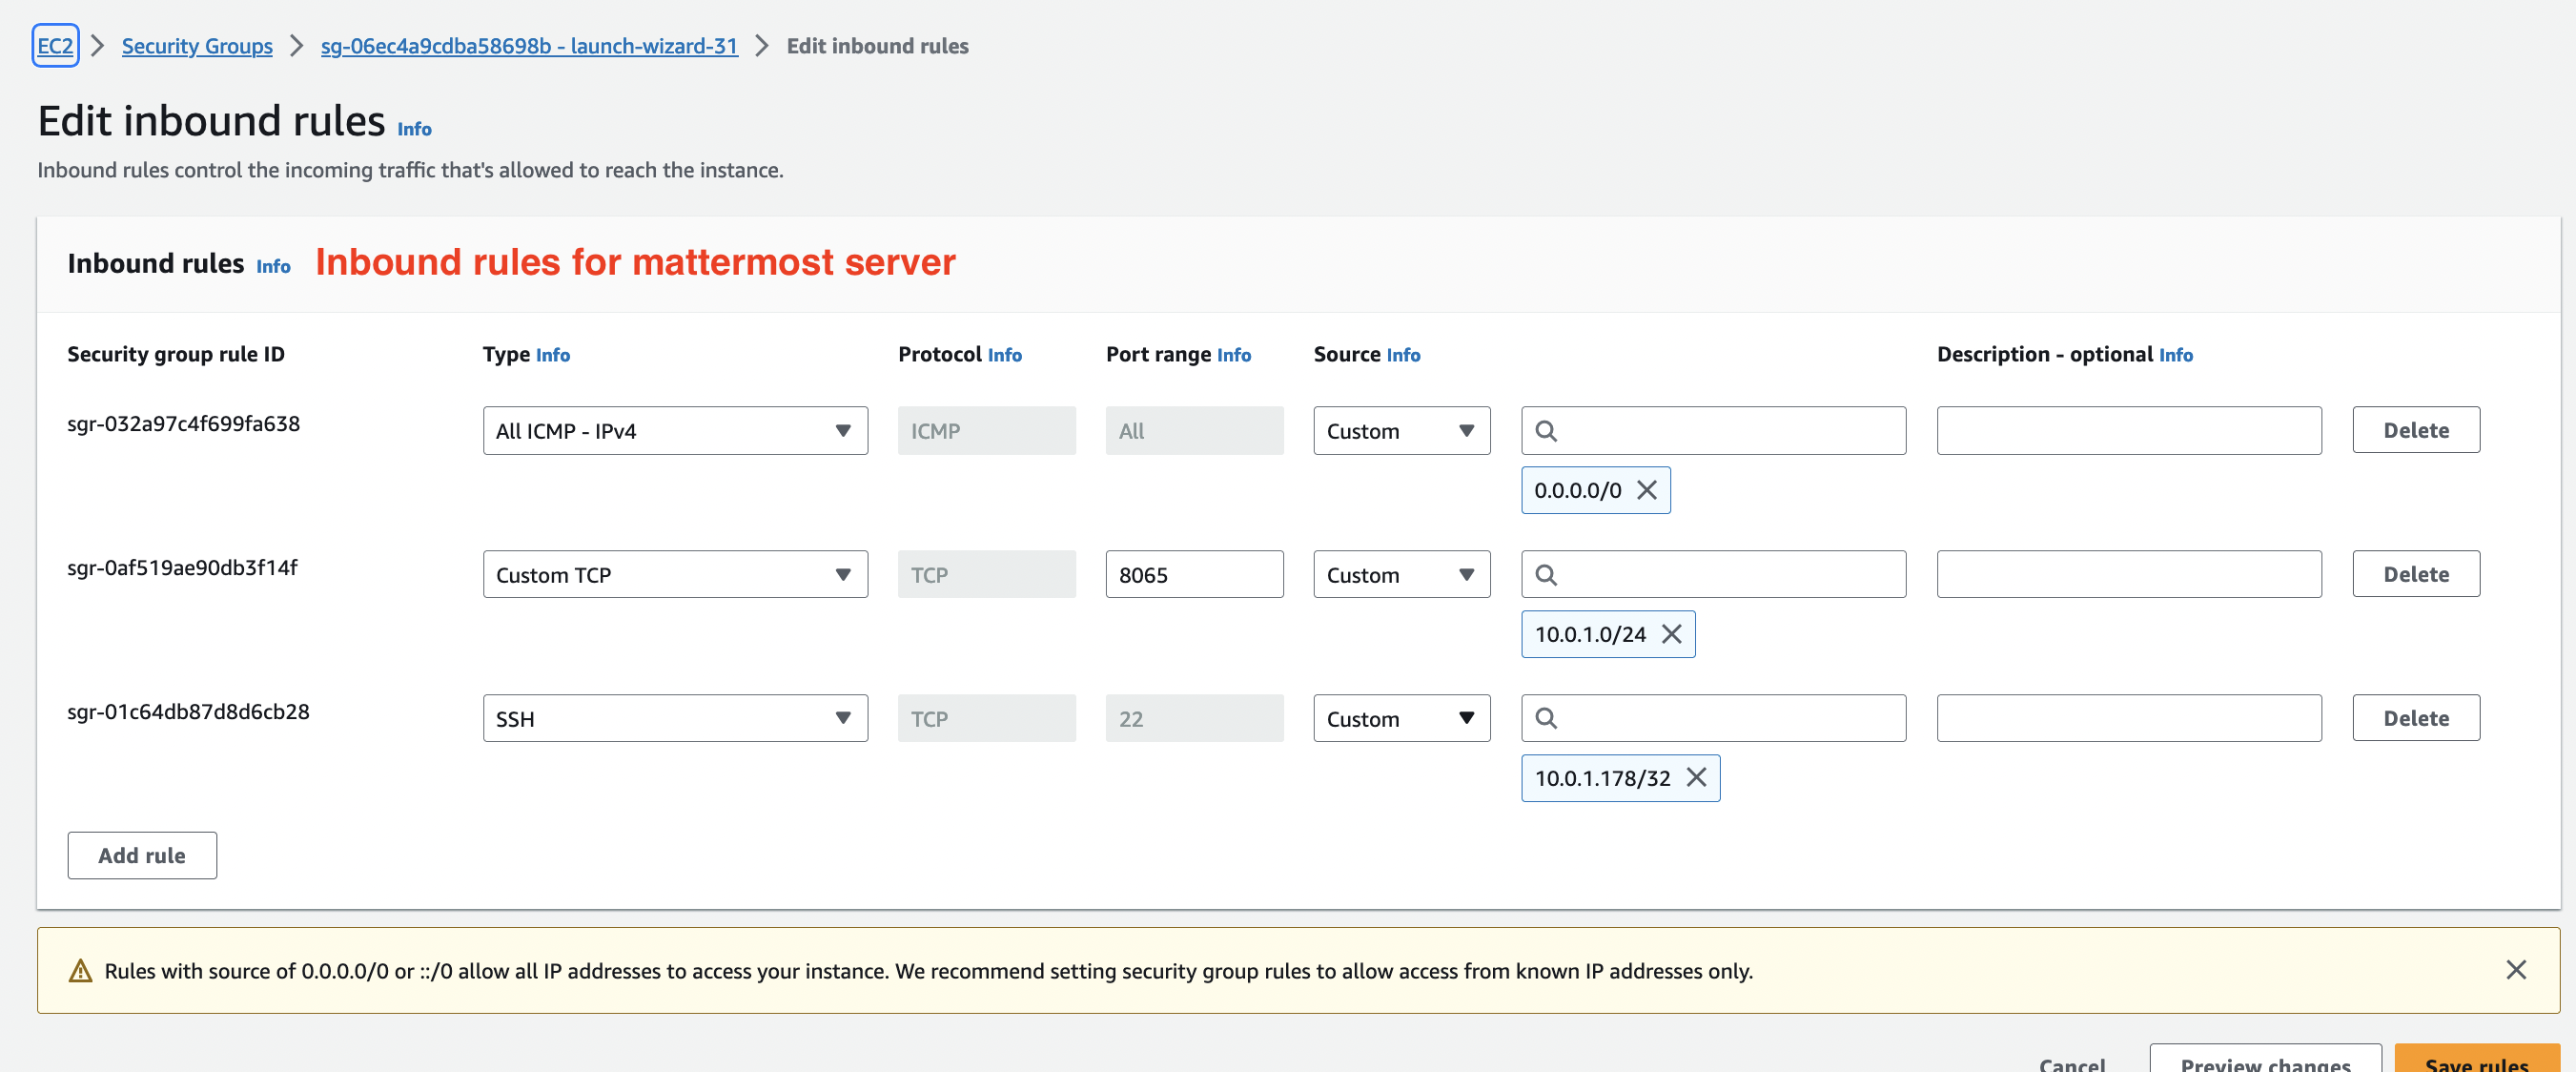 EC2 > Security Groups > sg-06ec4a9cdba58698b - launch-wizard-31 > Edit inbound rules
Edit inbound rules Info
Inbound rules control the incoming traffic that's allowed to reach the instance.
Inbound rules Info Inbound rules for mattermost server
Security group rule ID Type Info Protocol Info Port range Info Source Info Description - optional Info
sgr-032a97c4f699fa638 All ICMP - IPv4 ICMP All Custom Delete
0.0.0.0/0
sgr-0af519ae90db3f14f Custom TCP TCP 8065 Custom Delete
10.0.1.0/24
sgr-01c64db87d8d6cb28 SSH TCP 22 Custom Delete
10.0.1.178/32
Add rule
Rules with source of 0.0.0.0/0 or ::/0 allow all IP addresses to access your instance. We recommend setting security group rules to allow access from known IP addresses only.
Cancel Preview changes Save rules